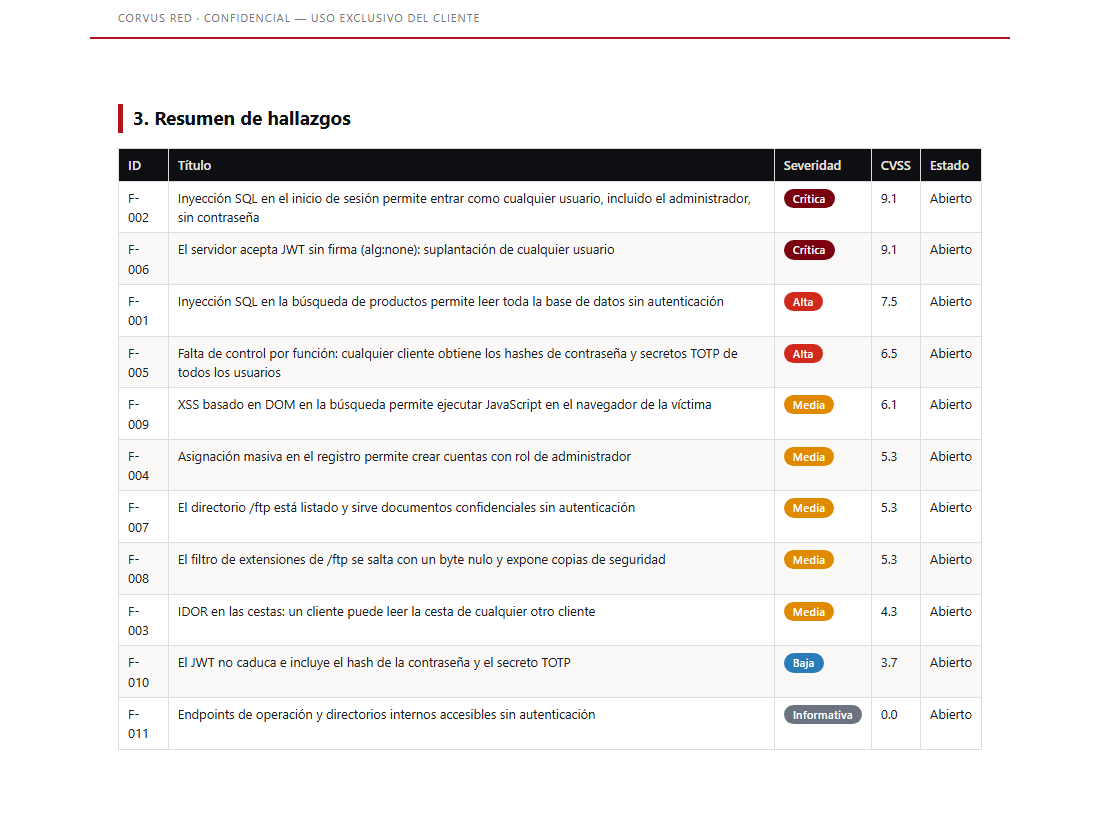 CORVUS RED · CONFIDENCIAL — USO EXCLUSIVO DEL CLIENTE
3. Resumen de hallazgos
ID Título Severidad CVSS Estado
F-002 Inyección SQL en el inicio de sesión permite entrar como cualquier usuario, incluido el administrador, sin contraseña Crítica 9.1 Abierto
F-006 El servidor acepta JWT sin firma (alg:none): suplantación de cualquier usuario Crítica 9.1 Abierto
F-001 Inyección SQL en la búsqueda de productos permite leer toda la base de datos sin autenticación Alta 7.5 Abierto
F-005 Falta de control por función: cualquier cliente obtiene los hashes de contraseña y secretos TOTP de todos los usuarios Alta 6.5 Abierto
F-009 XSS basado en DOM en la búsqueda permite ejecutar JavaScript en el navegador de la víctima Media 6.1 Abierto
F-004 Asignación masiva en el registro permite crear cuentas con rol de administrador Media 5.3 Abierto
F-007 El directorio /ftp está listado y sirve documentos confidenciales sin autenticación Media 5.3 Abierto
F-008 El filtro de extensiones de /ftp se salta con un byte nulo y expone copias de seguridad Media 5.3 Abierto
F-003 IDOR en las cestas: un cliente puede leer la cesta de cualquier otro cliente Media 4.3 Abierto
F-010 El JWT no caduca e incluye el hash de la contraseña y el secreto TOTP Baja 3.7 Abierto
F-011 Endpoints de operación y directorios internos accesibles sin autenticación Informativa 0.0 Abierto